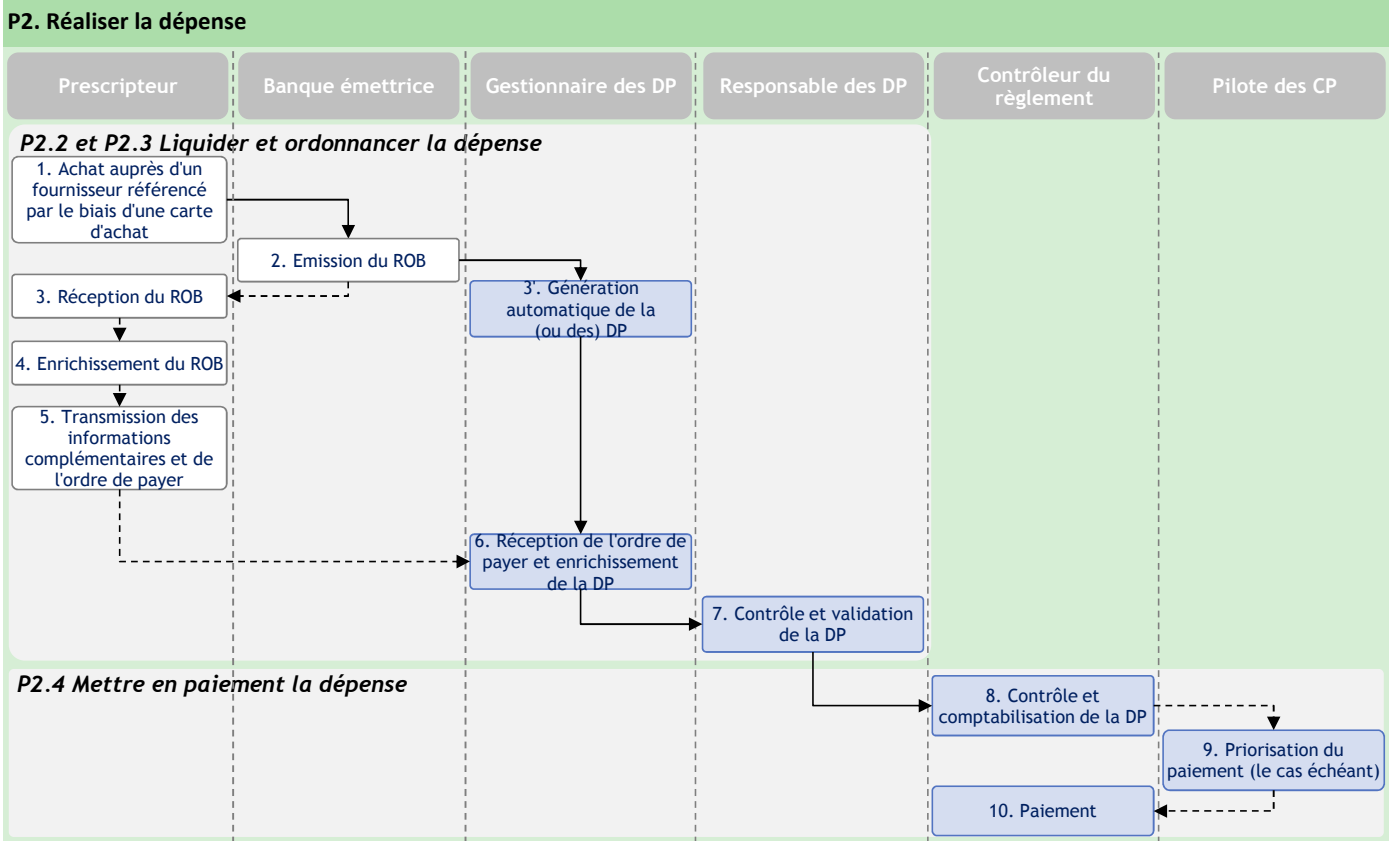 P2. Réaliser la dépense
Prescripteur
Banque émettrice
Gestionnaire des DP
Responsable des DP
Contrôleur du
règlement
Pilote des CP
P2.2 et P2.3 Liquider et ordonnancer la dépense
1. Achat auprès d'un
fournisseur référencé
par le biais d'une carte
d'achat
2. Emission du ROB
3. Réception du ROB
3'. Génération
automatique de la
(ou des) DP
4. Enrichissement du ROB
5. Transmission des
informations
complémentaires et de
l'ordre de payer
6. Réception de l'ordre de
payer et enrichissement
de la DP
7. Contrôle et validation
de la DP
P2.4 Mettre en paiement la dépense
8. Contrôle et
comptabilisation de la DP
9. Priorisation du
paiement (le cas échéant)
10. Paiement